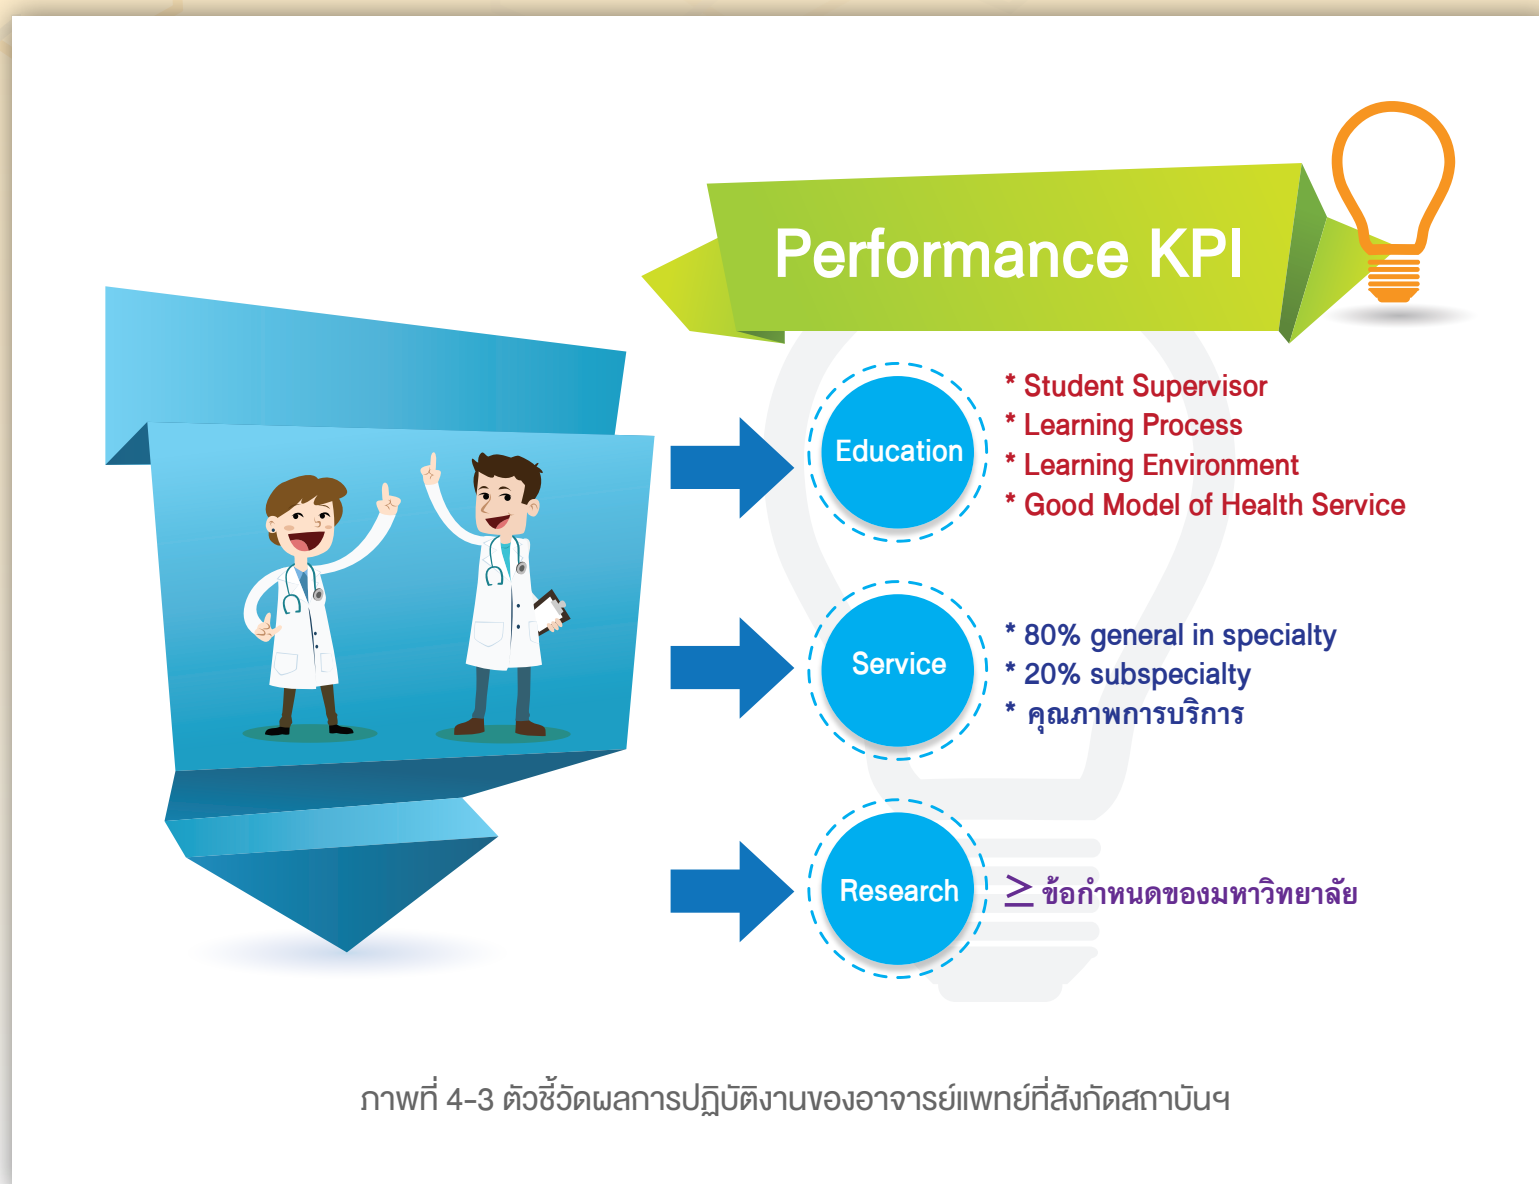 Performance KPI
Education
* Student Supervisor
* Learning Process
* Learning Environment
* Good Model of Health Service
Service
* 80% general in specialty
* 20% subspecialty
* คุณภาพการบริการ
Research
≥ ข้อกำหนดของมหาวิทยาลัย
ภาพที่ 4-3 ตัวชี้วัดผลการปฏิบัติงานของอาจารย์แพทย์ที่สังกัดสถาบันฯ